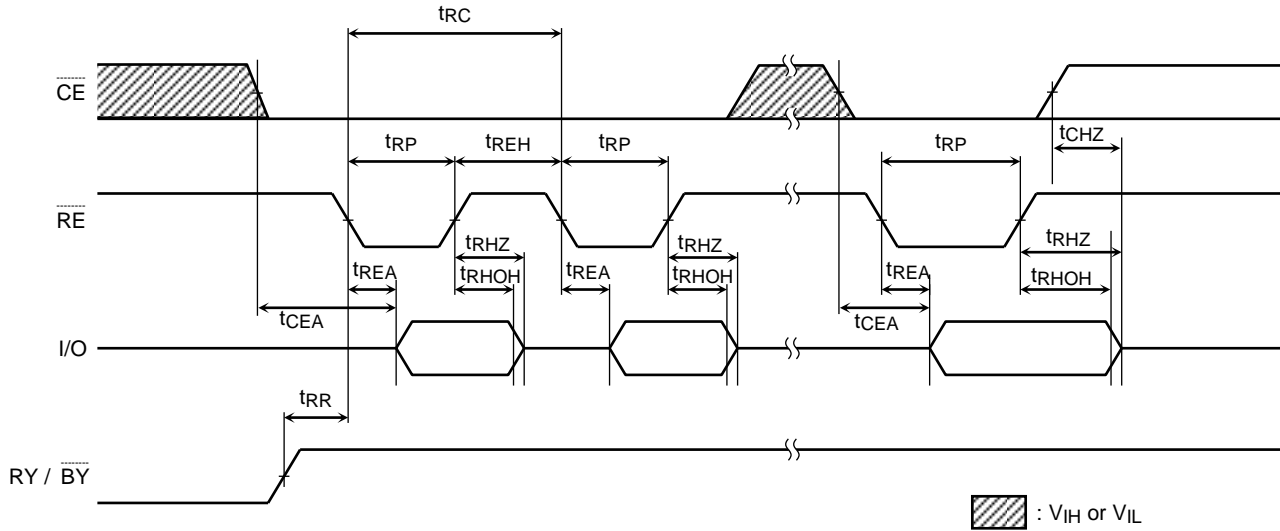 tRC
CE
tCHZ
tRP tREH tRP tRP
RE
tRHZ tRHZ tRHZ
tREA tRHOH tREA tRHOH tREA tRHOH
tCEA tCEA
I/O
tRR
RY / BY
: VIH or VIL